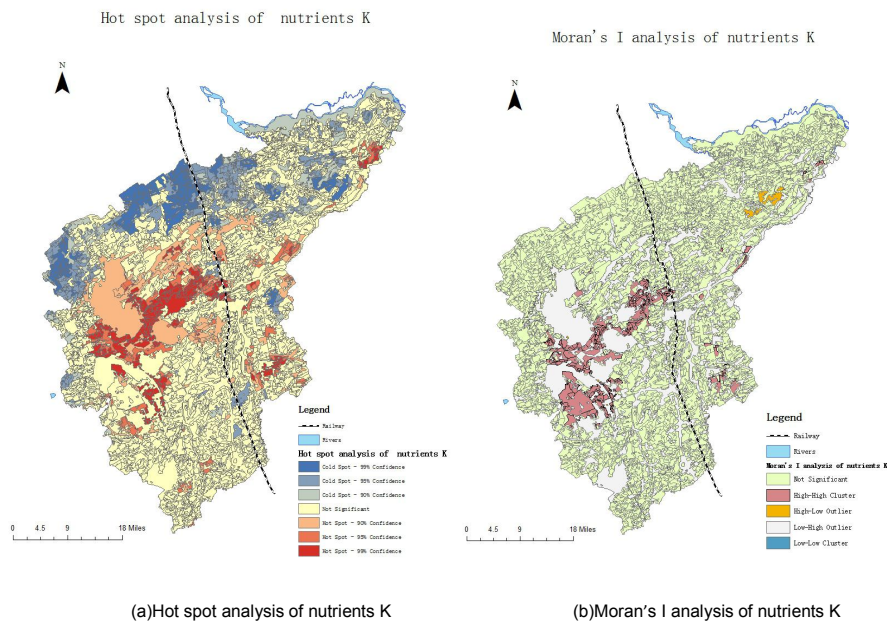 Hot spot analysis of nutrients K
N
Legend
Railway
Rivers
Hot spot analysis of nutrients K
Cold Spot - 99% Confidence
Cold Spot - 95% Confidence
Cold Spot - 90% Confidence
Not Significant
Hot Spot - 90% Confidence
Hot Spot - 95% Confidence
Hot Spot - 99% Confidence
0 4.5 9 18 Miles
(a)Hot spot analysis of nutrients K
Moran's I analysis of nutrients K
N
Legend
Railway
Rivers
Moran's I analysis of nutrients K
Not Significant
High-High Cluster
High-Low Outlier
Low-High Outlier
Low-Low Cluster
0 4.5 9 18 Miles
(b)Moran's I analysis of nutrients K